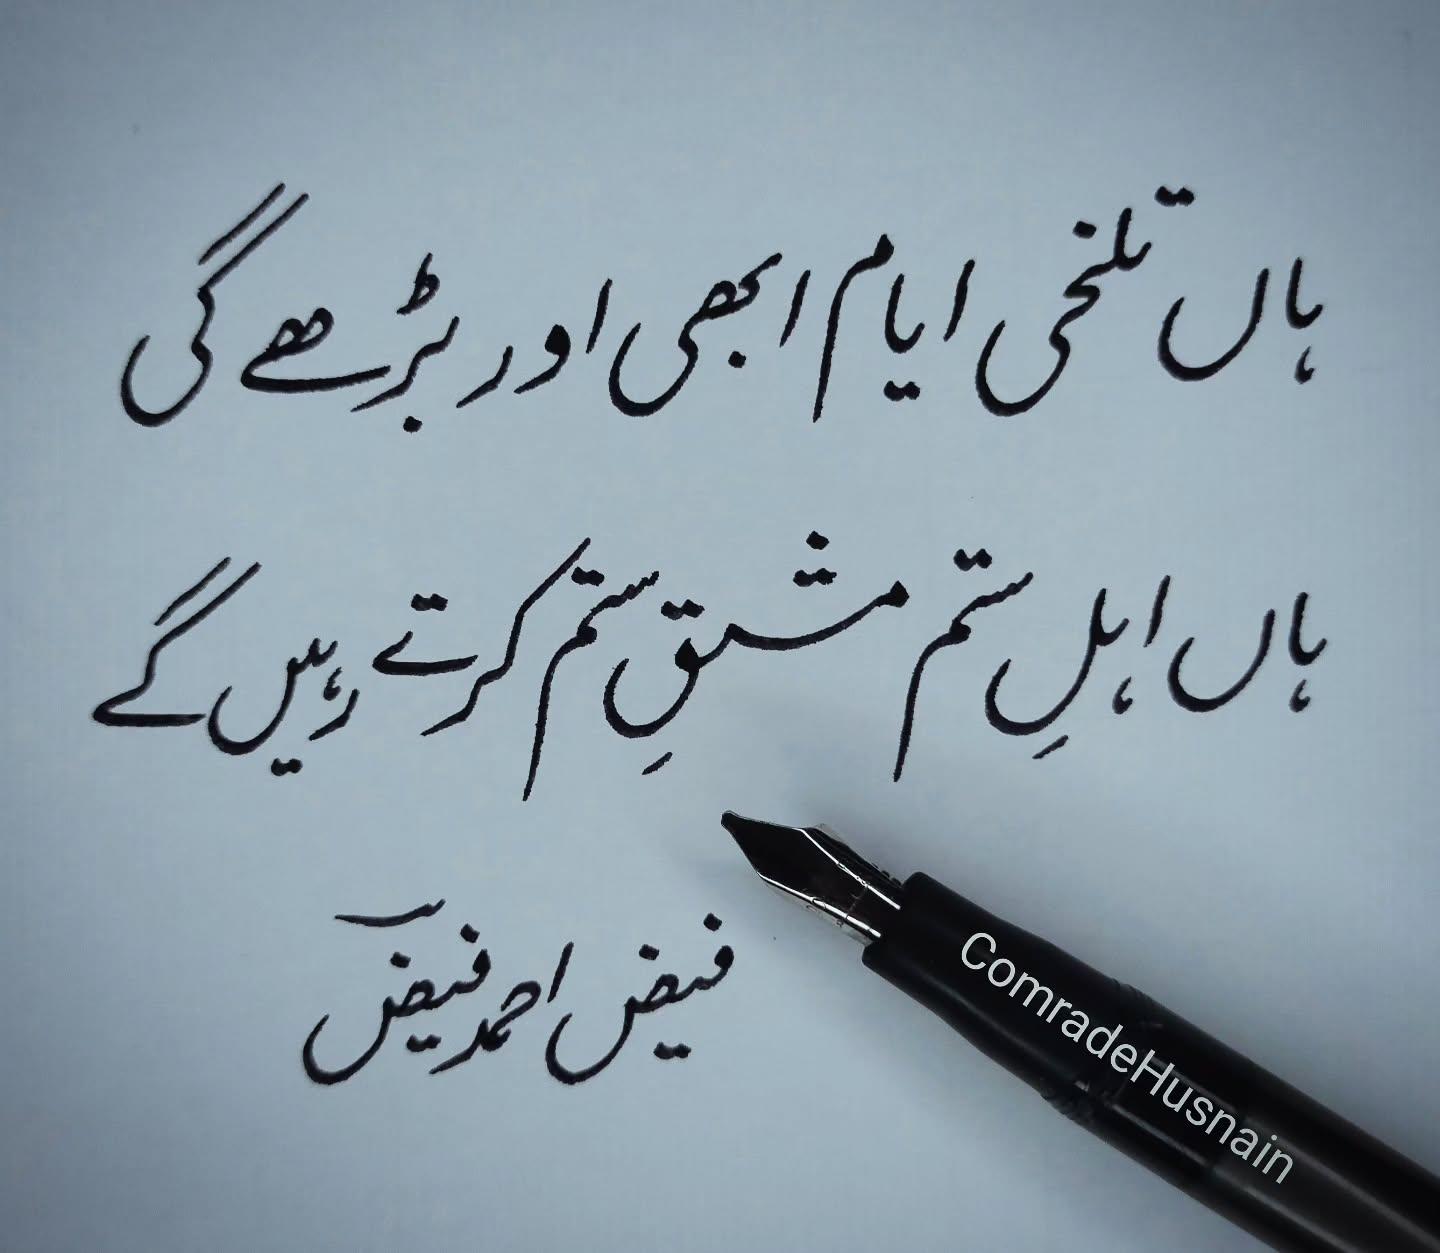 ہاں تلخی ایام ابھی اور بڑھے گی
ہاں اہلِ ستم مشقِ ستم کرتے رہیں گے
فیض احمد فیضؔ
ComradeHusnain